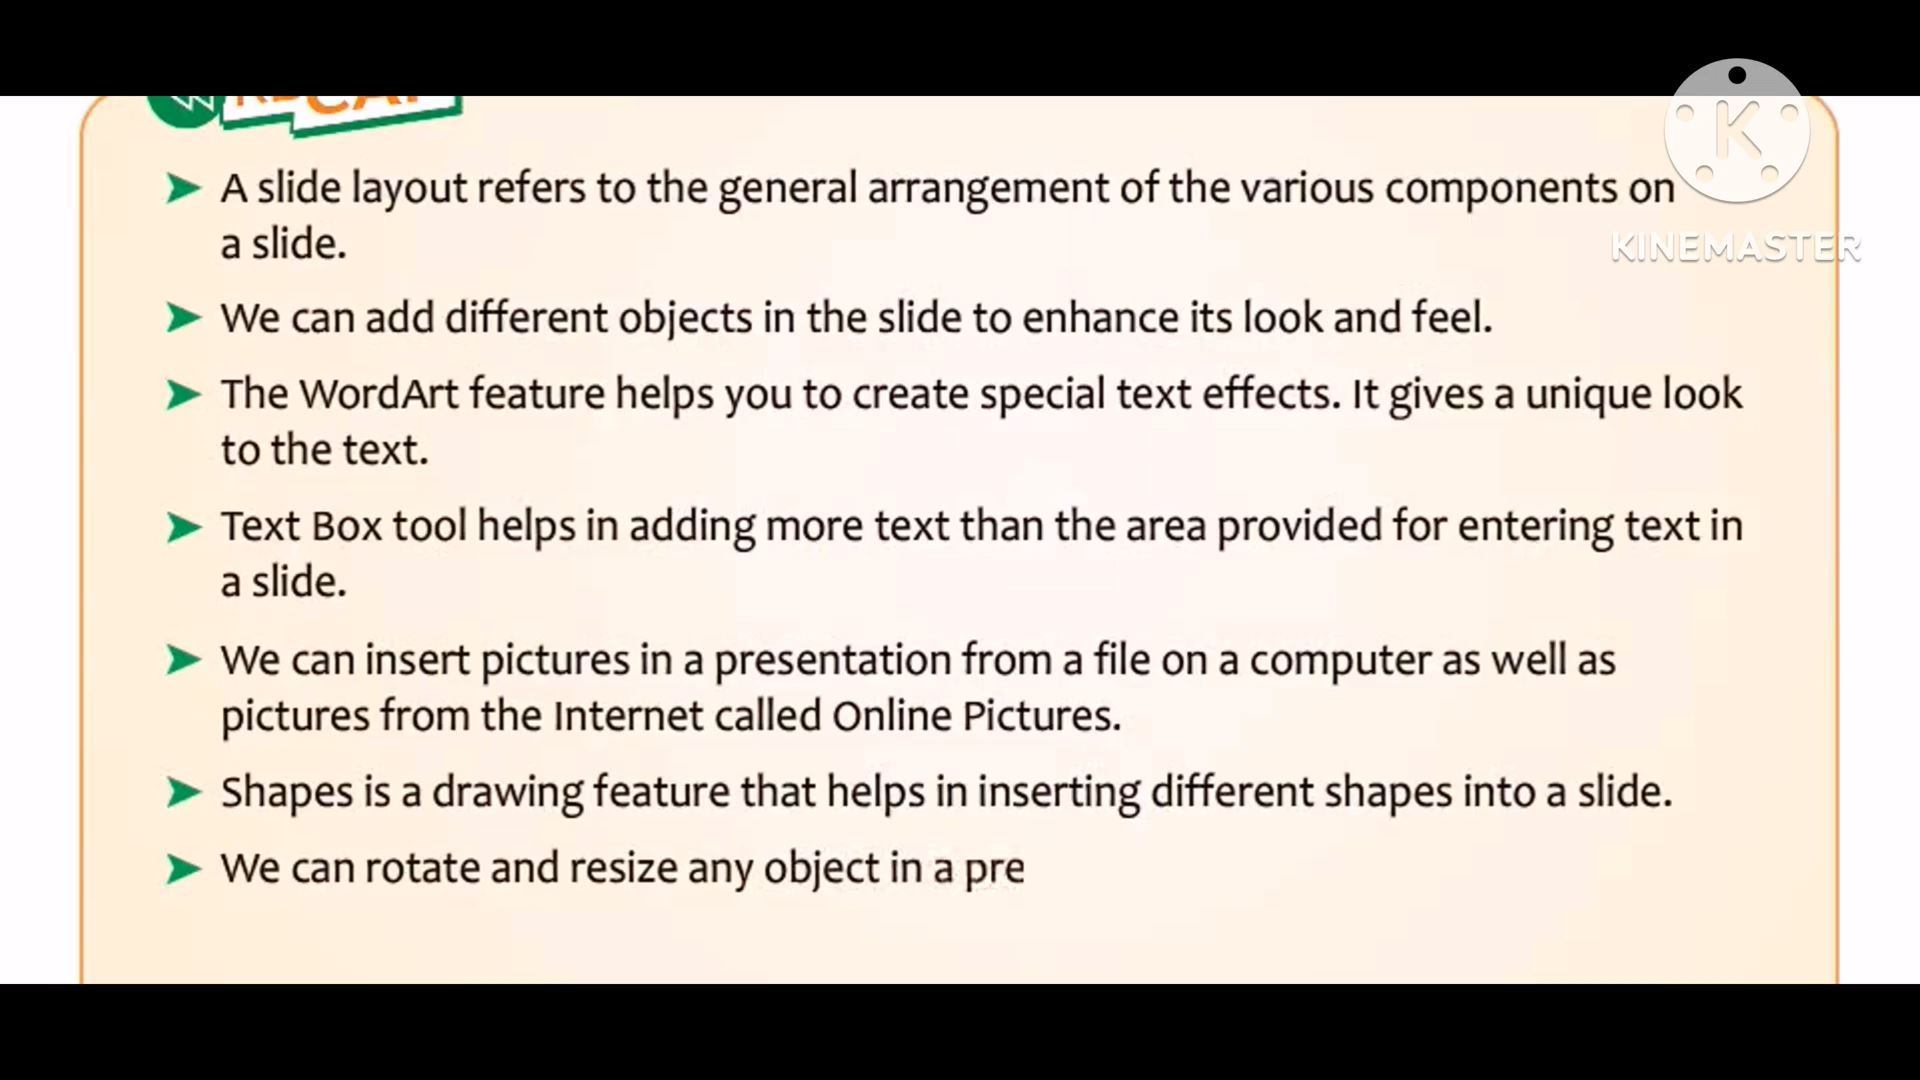 RECAP
A slide layout refers to the general arrangement of the various components on
a slide.
We can add different objects in the slide to enhance its look and feel.
The WordArt feature helps you to create special text effects. It gives a unique look
to the text.
Text Box tool helps in adding more text than the area provided for entering text in
a slide.
We can insert pictures in a presentation from a file on a computer as well as
pictures from the Internet called Online Pictures.
Shapes is a drawing feature that helps in inserting different shapes into a slide.
We can rotate and resize any object in a pre
K
KINEMASTER